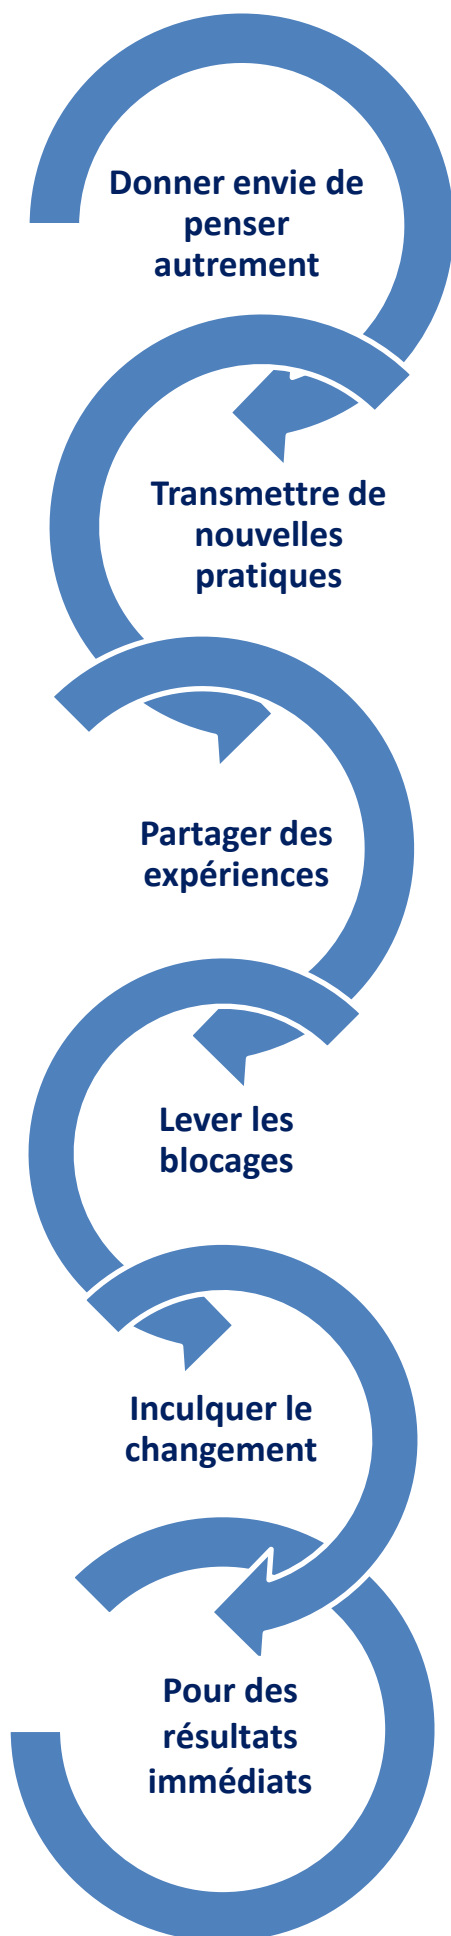 Donner envie de
penser
autrement
Transmettre de
nouvelles
pratiques
Partager des
expériences
Lever les
blocages
Inculquer le
changement
Pour des
résultats
immédiats